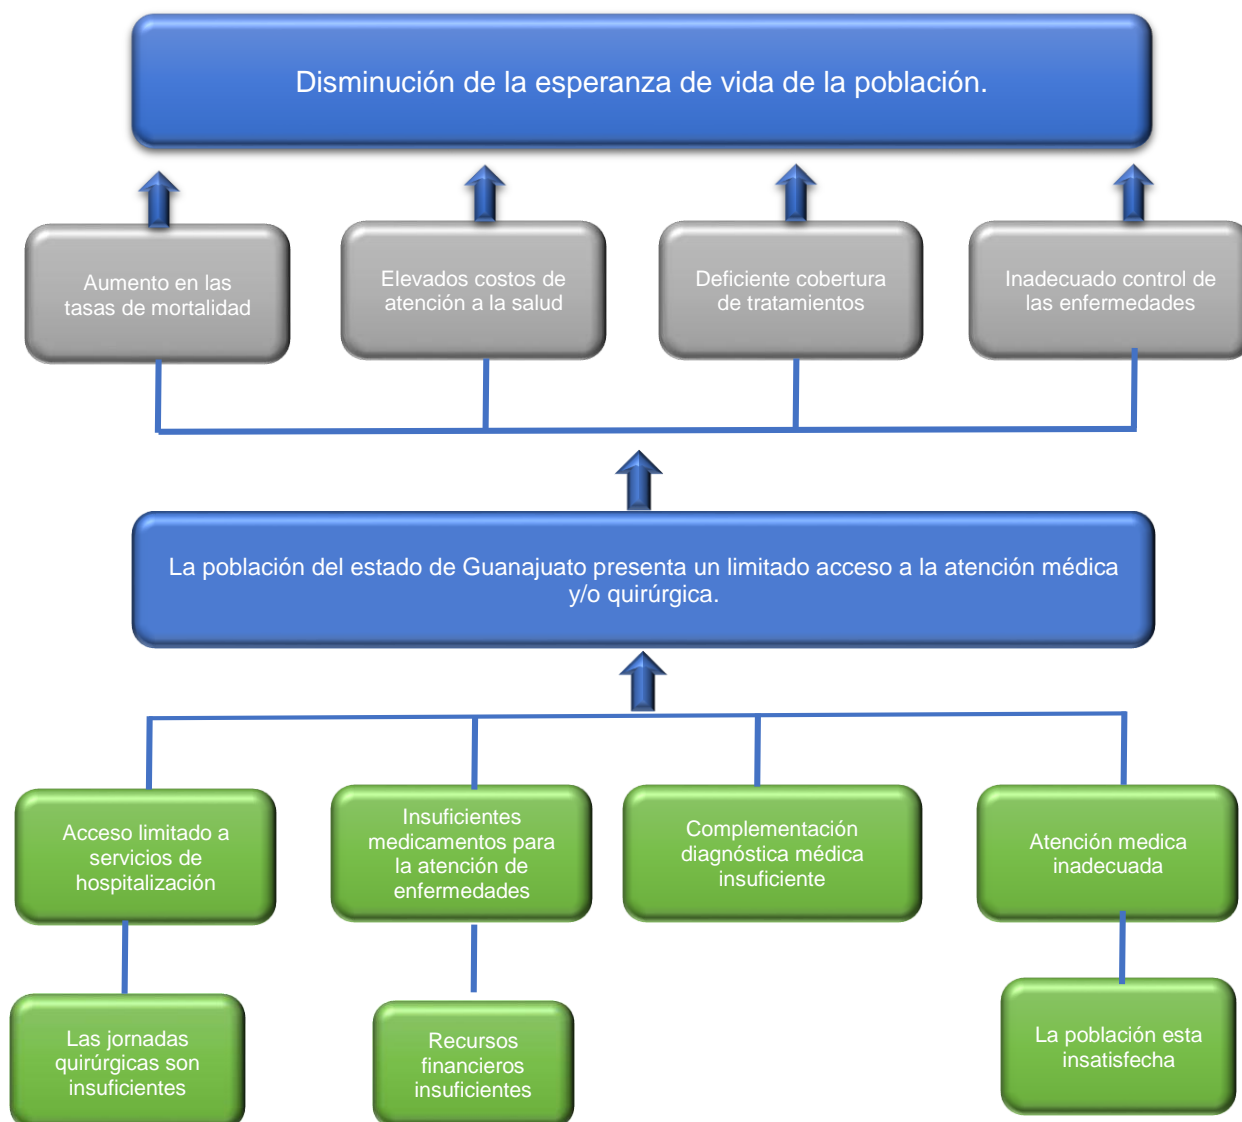 Disminución de la esperanza de vida de la población.
Aumento en las
tasas de mortalidad
Elevados costos de
atención a la salud
Deficiente cobertura
de tratamientos
Inadecuado control de
las enfermedades
La población del estado de Guanajuato presenta un limitado acceso a la atención médica
y/o quirúrgica.
Acceso limitado a
servicios de
hospitalización
Insuficientes
medicamentos para
la atención de
enfermedades
Complementación
diagnóstica médica
insuficiente
Atención medica
inadecuada
Las jornadas
quirúrgicas son
insuficientes
Recursos
financieros
insuficientes
La población esta
insatisfecha